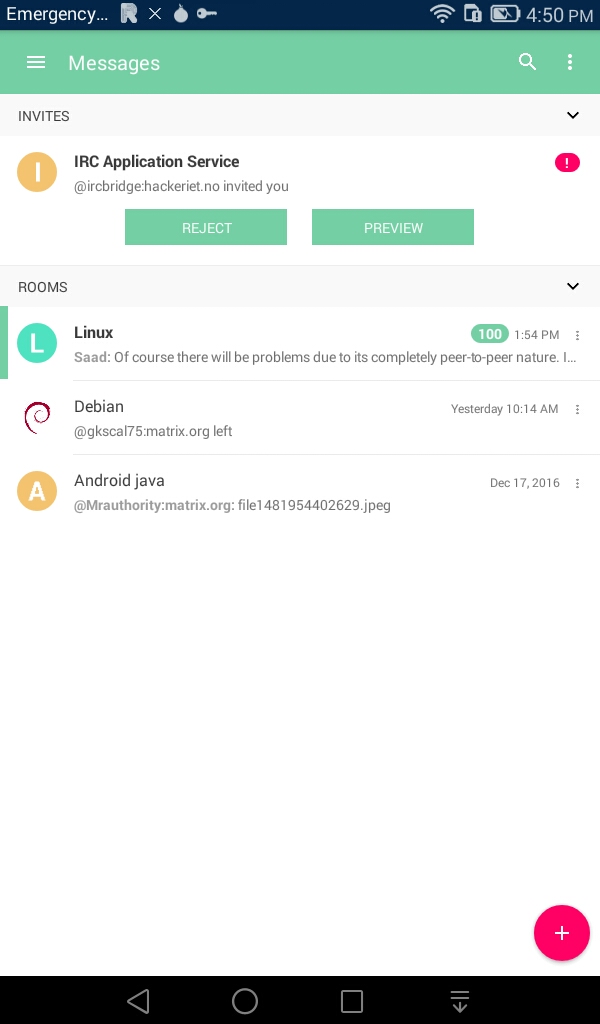 Emergency... 4:50 PM
Messages
INVITES
I IRC Application Service !
@ircbridge:hackeriet.no invited you
REJECT PREVIEW
ROOMS
L Linux 100 1:54 PM
Saad: Of course there will be problems due to its completely peer-to-peer nature. I...
Debian Yesterday 10:14 AM
@gkscal75:matrix.org left
A Android java Dec 17, 2016
@Mrauthority:matrix.org: file1481954402629.jpeg